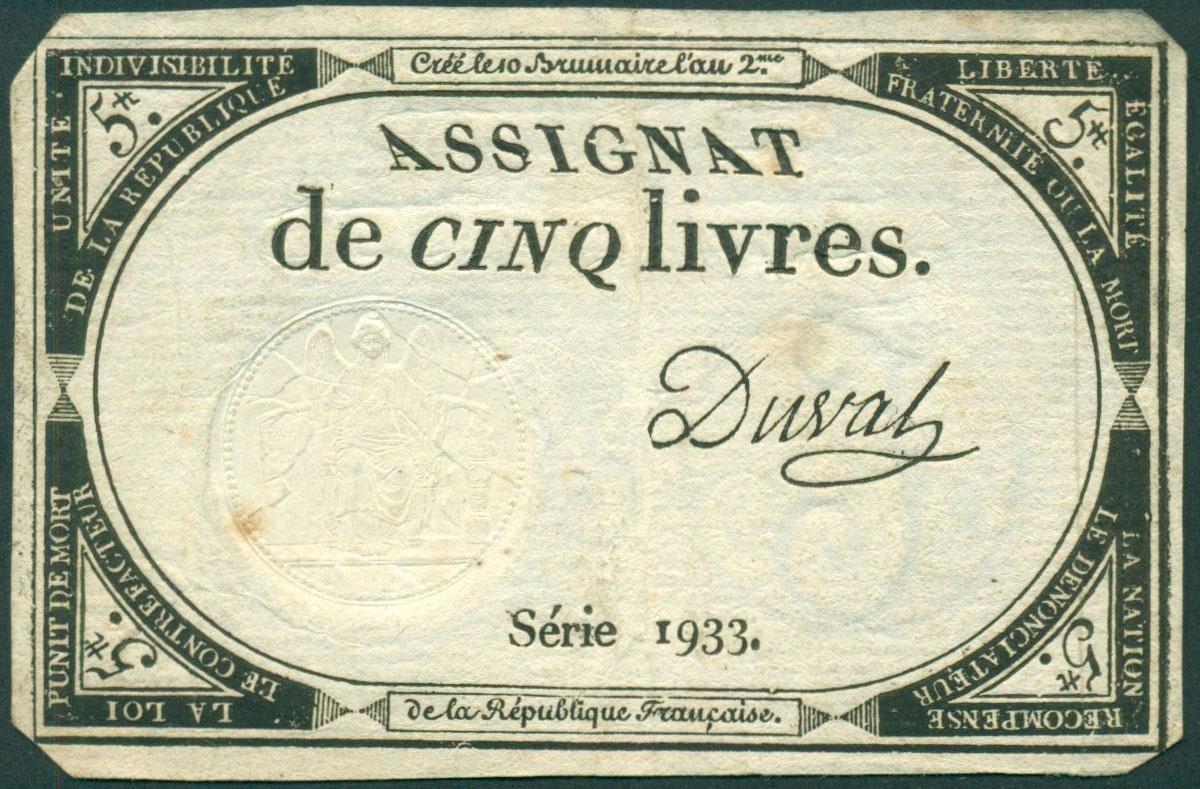 Créé le 10 Brumaire l'an 2.me
UNITÉ INDIVISIBILITÉ
DE LA RÉPUBLIQUE
5#.
LIBERTÉ ÉGALITÉ
FRATERNITÉ OU LA MORT
5#.
ASSIGNAT
de CINQ livres.
Duval
Série 1933.
LA LOI PUNIT DE MORT
LE CONTREFACTEUR
5#.
LA NATION RÉCOMPENSE
LE DÉNONCIATEUR
5#.
de la République Française.